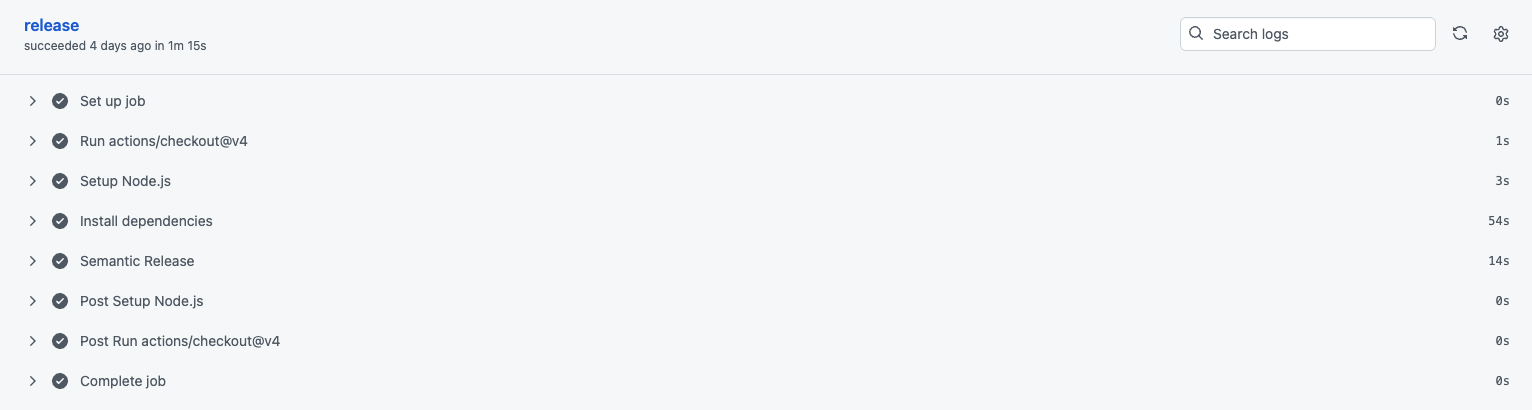 release
succeeded 4 days ago in 1m 15s
Search logs
Set up job 0s
Run actions/checkout@v4 1s
Setup Node.js 3s
Install dependencies 54s
Semantic Release 14s
Post Setup Node.js 0s
Post Run actions/checkout@v4 0s
Complete job 0s